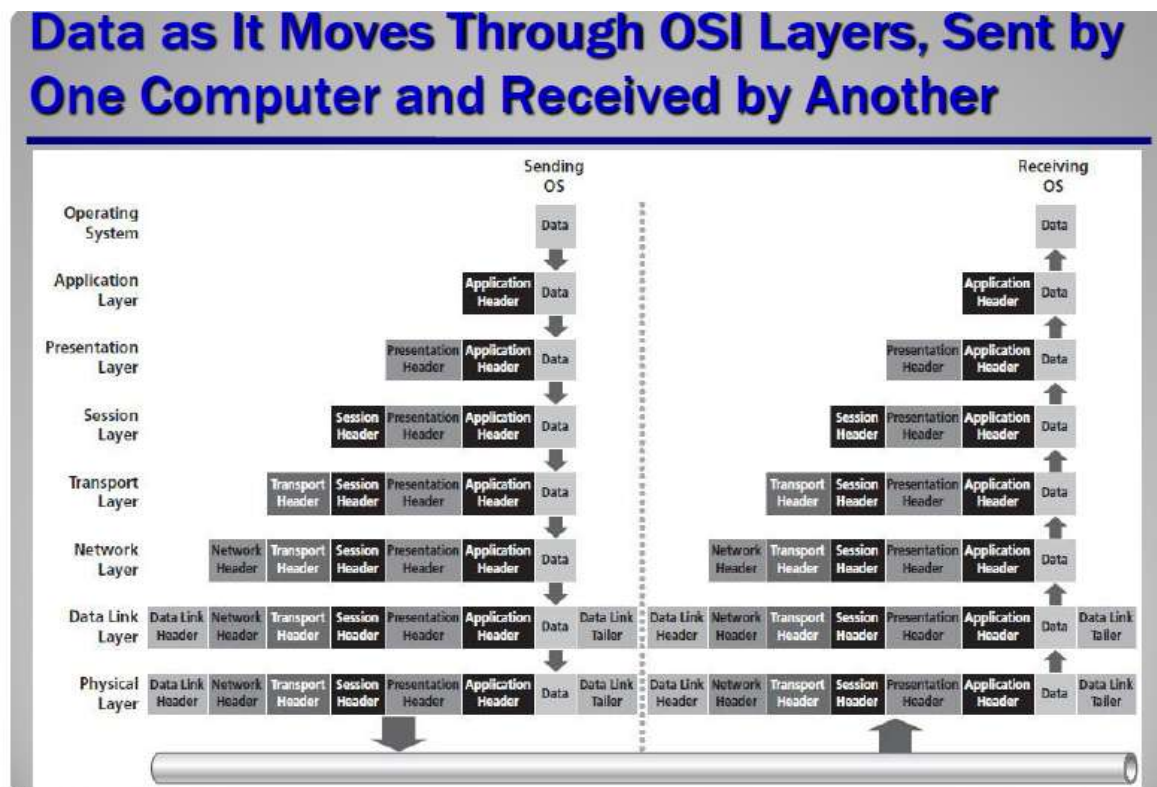 Data as It Moves Through OSI Layers, Sent by
One Computer and Received by Another
Sending
OS
Receiving
OS
Operating
System
Data
Data
Application
Layer
Application
Header
Data
Application
Header
Data
Presentation
Layer
Presentation
Header
Application
Header
Data
Presentation
Header
Application
Header
Data
Session
Layer
Session
Header
Presentation
Header
Application
Header
Data
Session
Header
Presentation
Header
Application
Header
Data
Transport
Layer
Transport
Header
Session
Header
Presentation
Header
Application
Header
Data
Transport
Header
Session
Header
Presentation
Header
Application
Header
Data
Network
Layer
Network
Header
Transport
Header
Session
Header
Presentation
Header
Application
Header
Data
Network
Header
Transport
Header
Session
Header
Presentation
Header
Application
Header
Data
Data Link
Layer
Data Link
Header
Network
Header
Transport
Header
Session
Header
Presentation
Header
Application
Header
Data
Data Link
Tailer
Data Link
Header
Network
Header
Transport
Header
Session
Header
Presentation
Header
Application
Header
Data
Data Link
Tailer
Physical
Layer
Data Link
Header
Network
Header
Transport
Header
Session
Header
Presentation
Header
Application
Header
Data
Data Link
Tailer
Data Link
Header
Network
Header
Transport
Header
Session
Header
Presentation
Header
Application
Header
Data
Data Link
Tailer